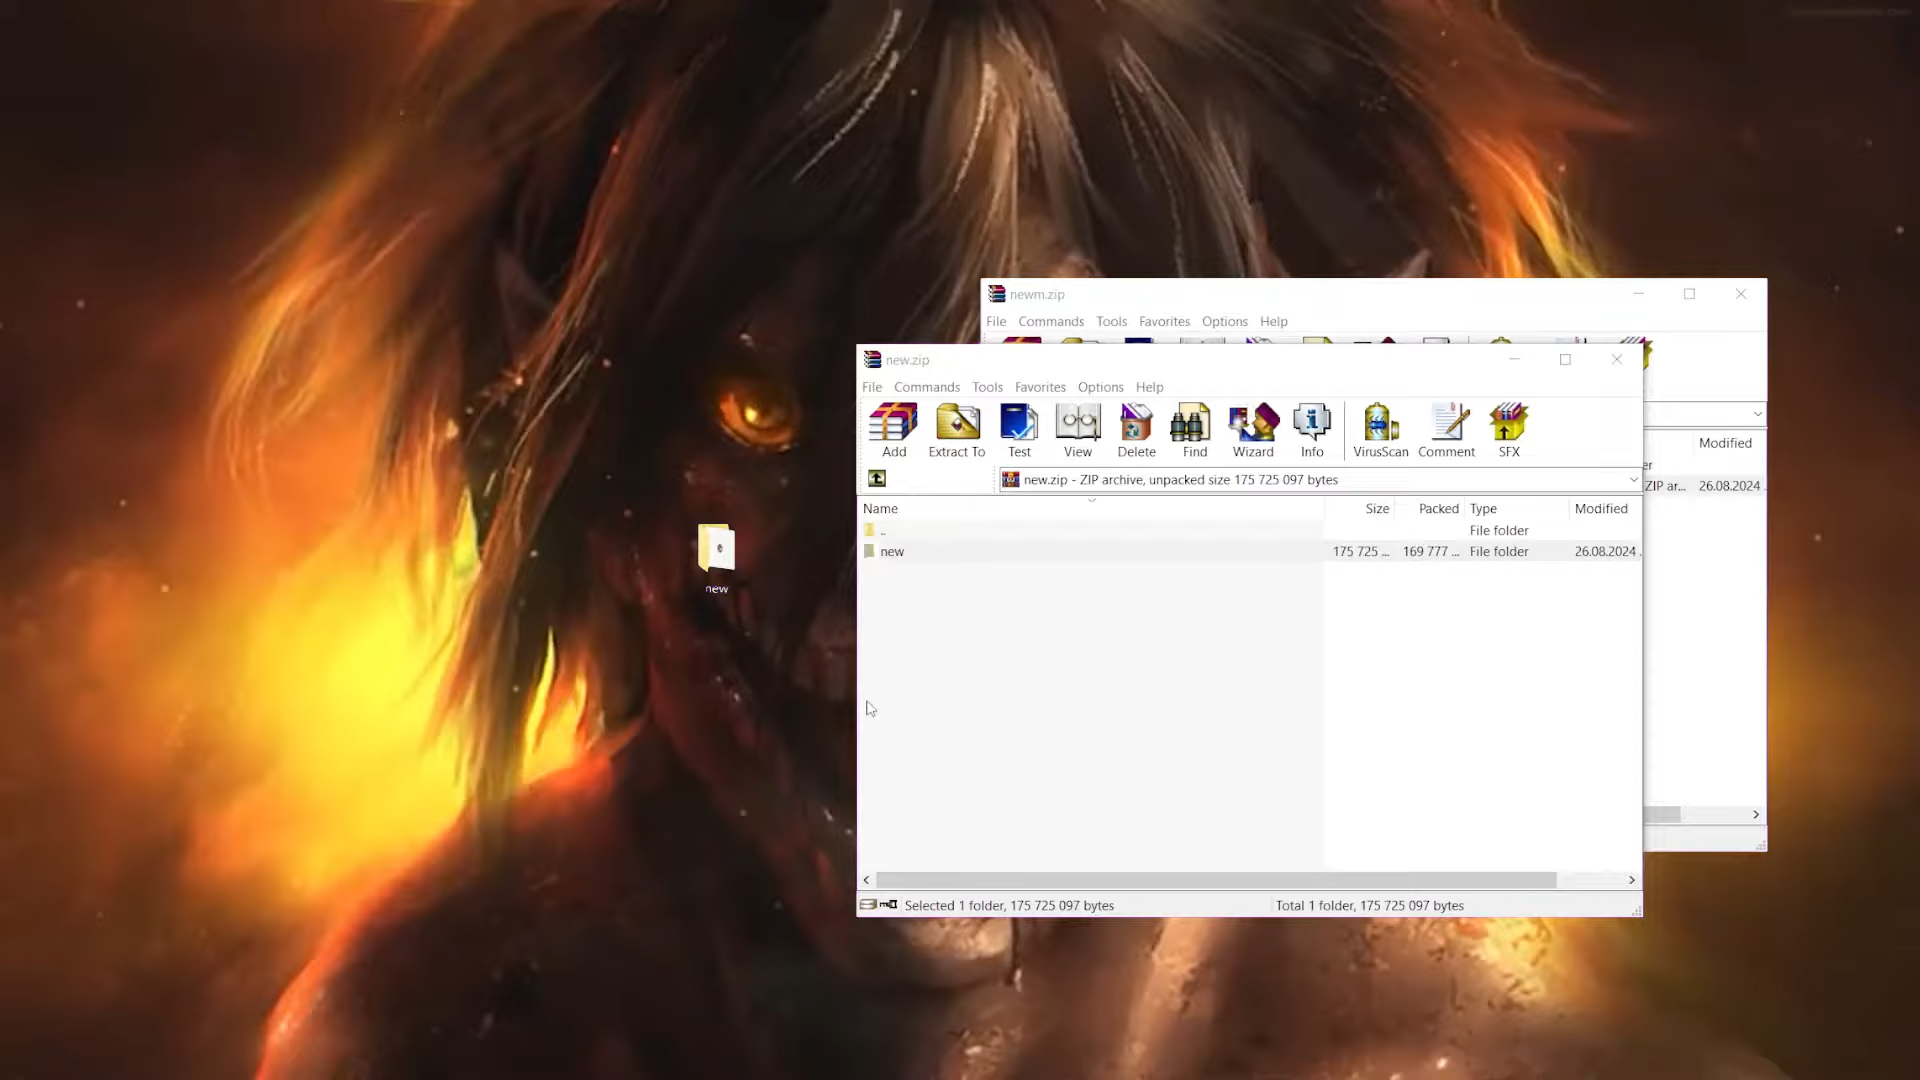 newm.zip
File Commands Tools Favorites Options Help
new.zip
File Commands Tools Favorites Options Help
Add Extract To Test View Delete Find Wizard Info VirusScan Comment SFX
new.zip - ZIP archive, unpacked size 175 725 097 bytes
Name Size Packed Type Modified
.. File folder
new 175 725 ... 169 777 ... File folder 26.08.2024 .
Selected 1 folder, 175 725 097 bytes Total 1 folder, 175 725 097 bytes
Modified
er
ZIP ar... 26.08.2024 .
new